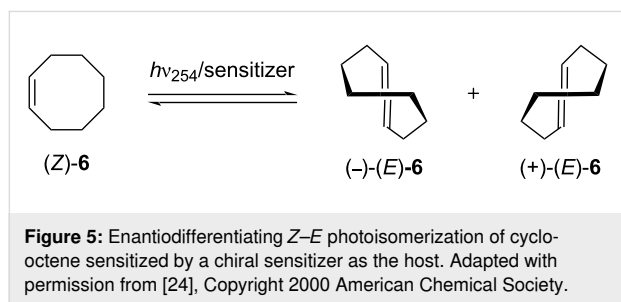 hν254/sensitizer
+
(Z)-6
(–)-(E)-6
(+)-(E)-6
Figure 5: Enantiodifferentiating Z–E photoisomerization of cyclo-
octene sensitized by a chiral sensitizer as the host. Adapted with
permission from [24], Copyright 2000 American Chemical Society.